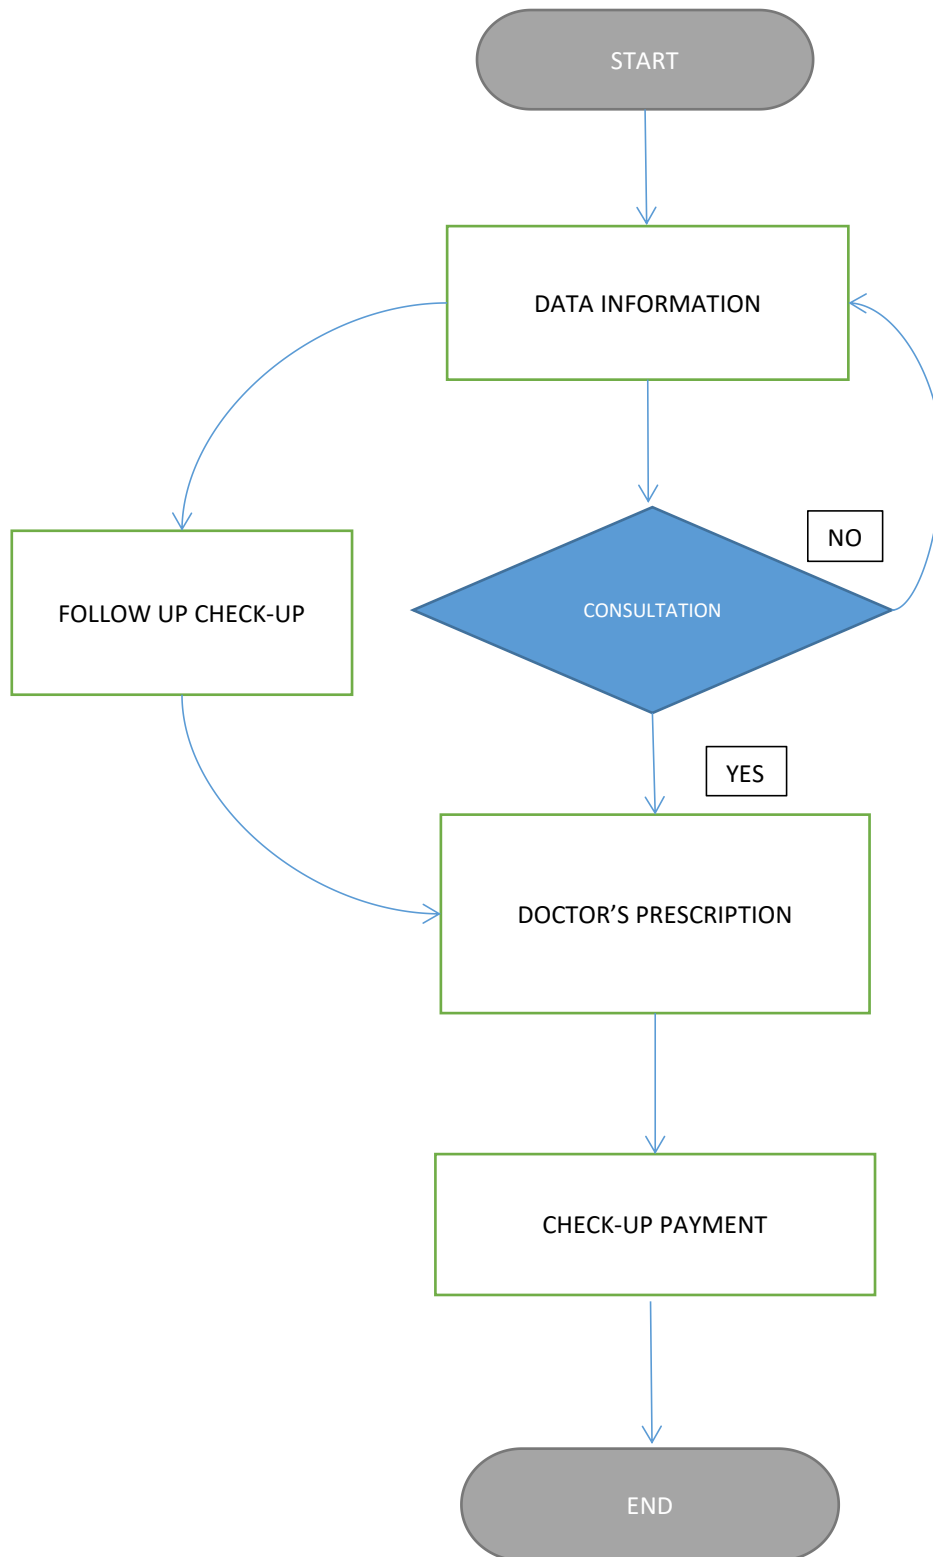 START
DATA INFORMATION
NO
FOLLOW UP CHECK-UP
CONSULTATION
YES
DOCTOR’S PRESCRIPTION
CHECK-UP PAYMENT
END